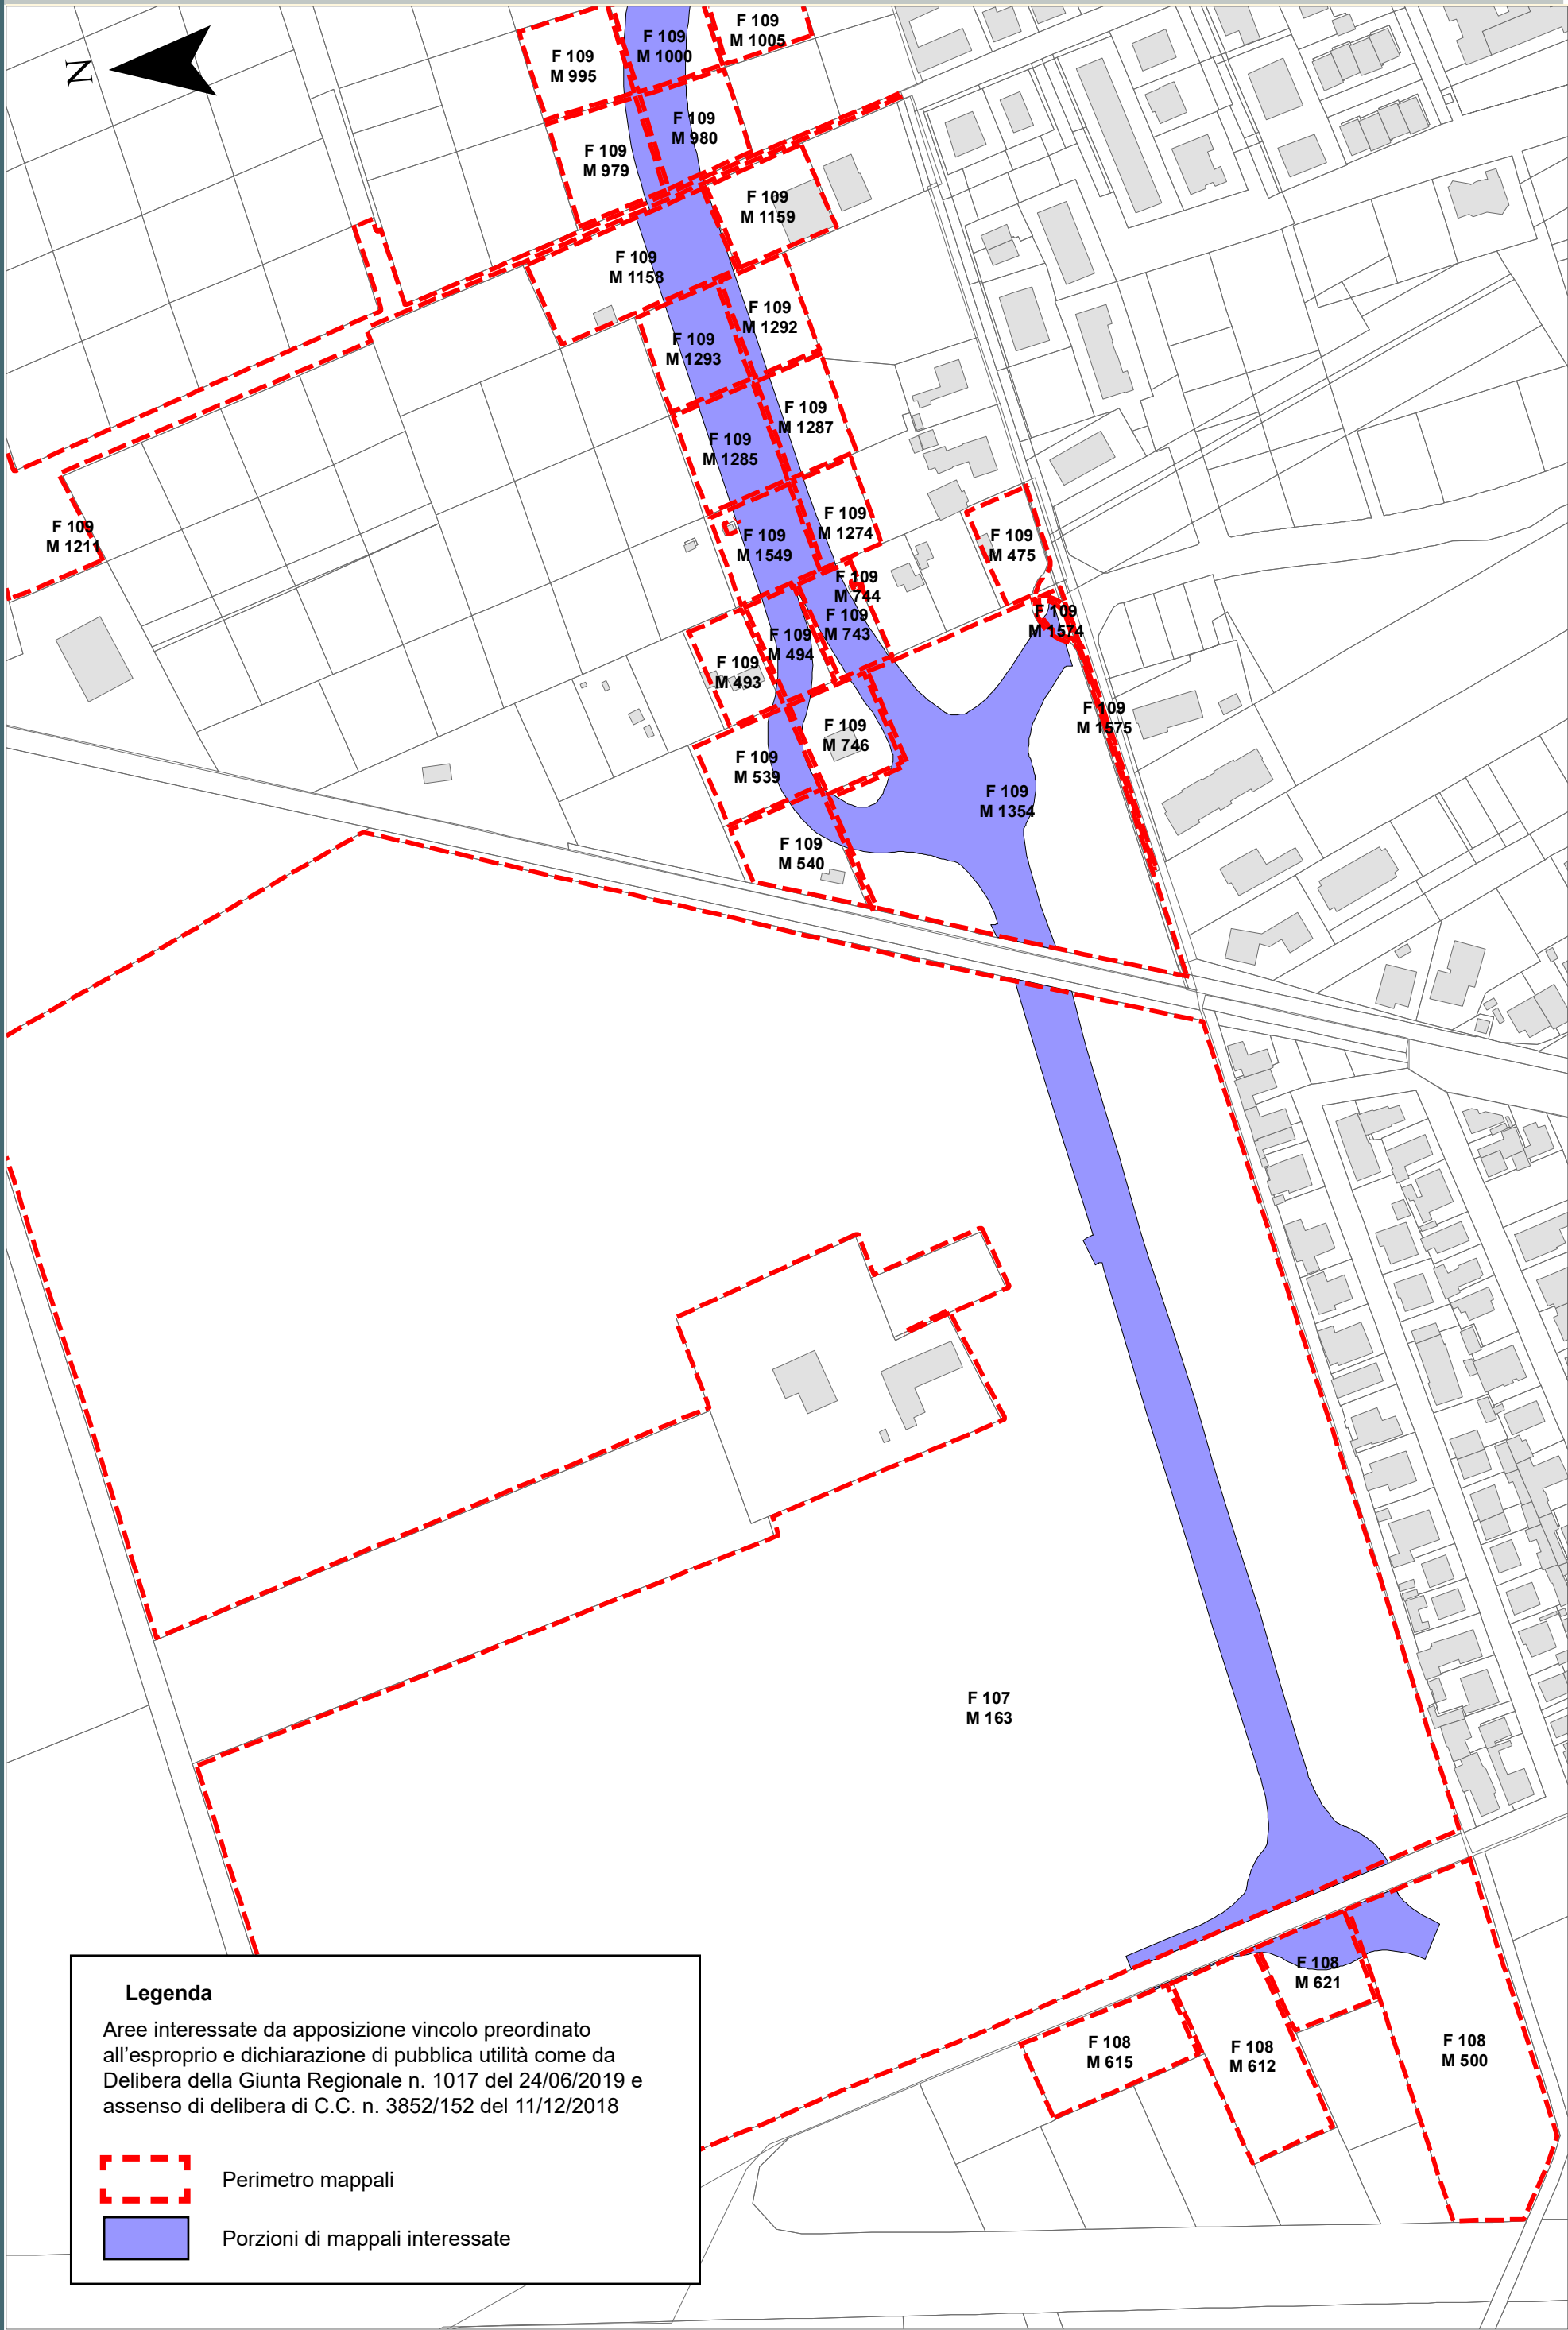 N
F 109
M 995
F 109
M 1000
F 109
M 1005
F 109
M 979
F 109
M 980
F 109
M 1159
F 109
M 1158
F 109
M 1292
F 109
M 1293
F 109
M 1287
F 109
M 1285
F 109
M 1211
F 109
M 1549
F 109
M 1274
F 109
M 475
F 109
M 744
F 109
M 743
F 109
M 1574
F 109
M 494
F 109
M 493
F 109
M 1575
F 109
M 746
F 109
M 539
F 109
M 1354
F 109
M 540
F 107
M 163
F 108
M 621
F 108
M 615
F 108
M 612
F 108
M 500
Legenda
Aree interessate da apposizione vincolo preordinato
all’esproprio e dichiarazione di pubblica utilità come da
Delibera della Giunta Regionale n. 1017 del 24/06/2019 e
assenso di delibera di C.C. n. 3852/152 del 11/12/2018
Perimetro mappali
Porzioni di mappali interessate